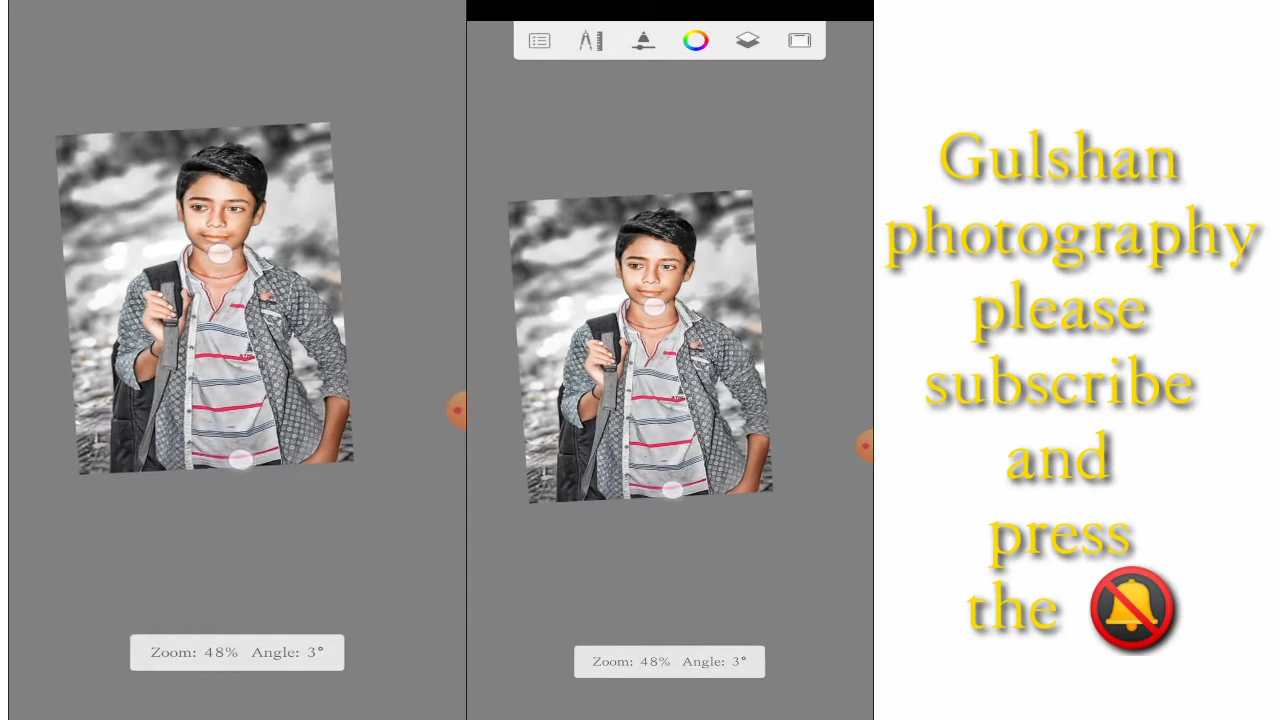 Zoom: 48% Angle: 3°
Zoom: 48% Angle: 3°
Gulshan
photography
please
subscribe
and
press
the